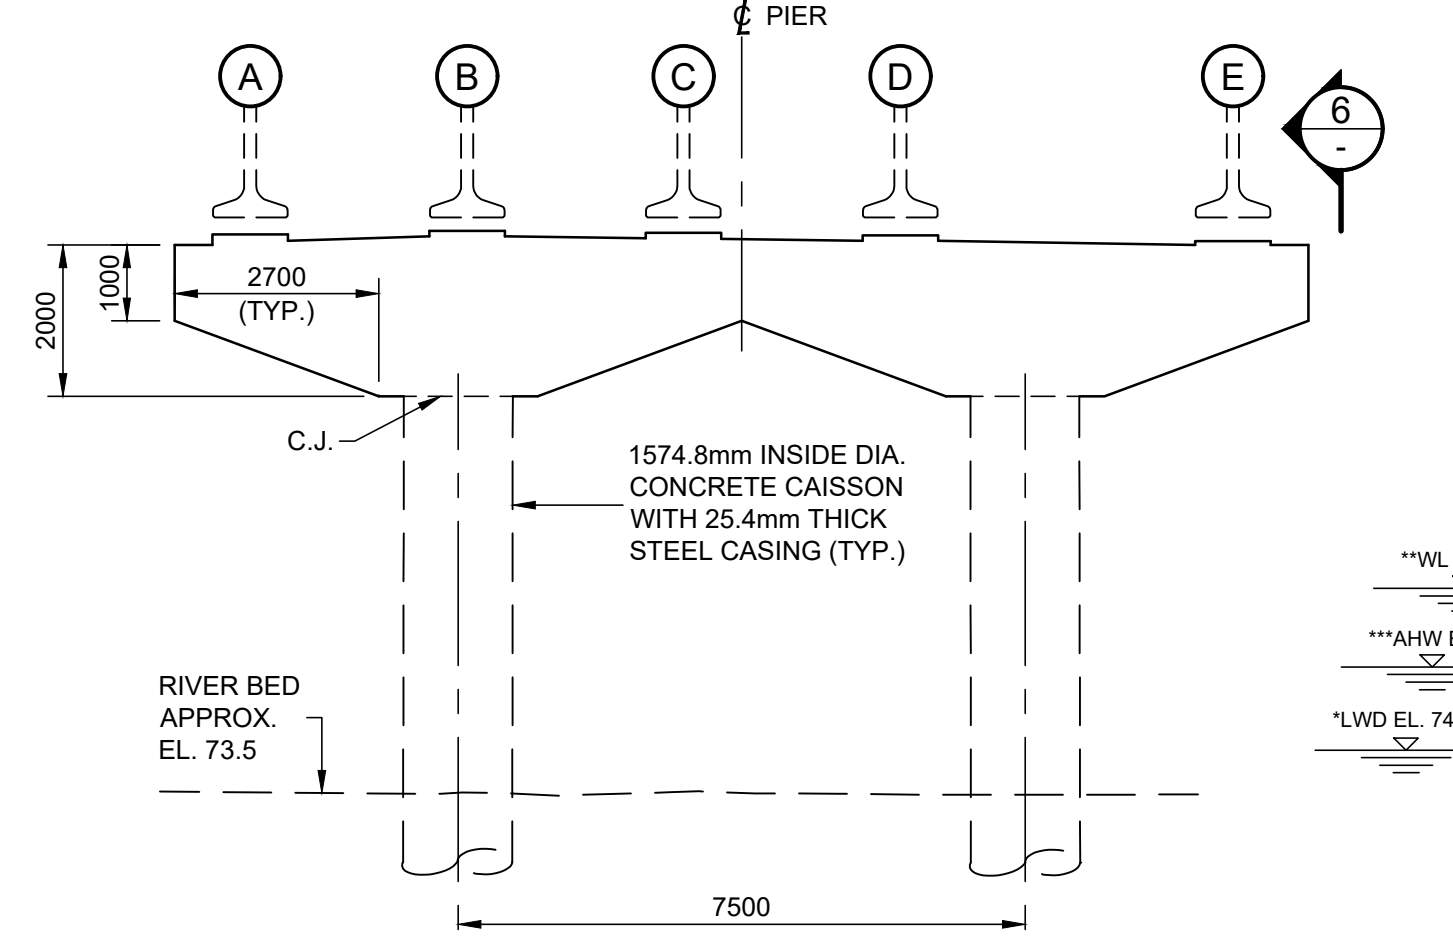 ℄ PIER
A B C D E
6
-
2000
1000
2700
(TYP.)
C.J.
1574.8mm INSIDE DIA.
CONCRETE CAISSON
WITH 25.4mm THICK
STEEL CASING (TYP.)
**WL
***AHW
*LWD EL. 74
RIVER BED
APPROX.
EL. 73.5
7500